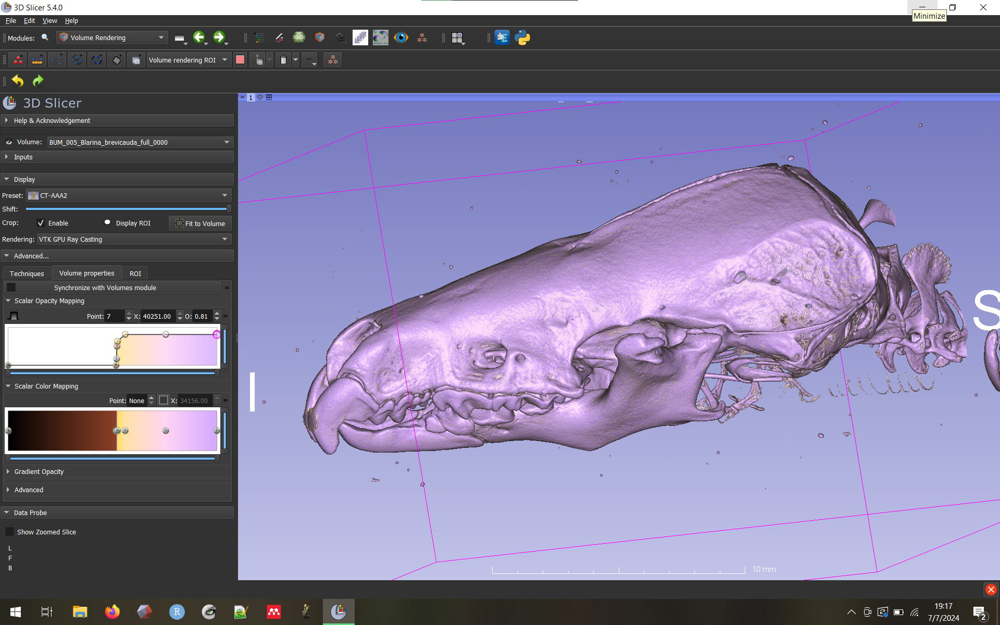 3D Slicer 5.4.0
Minimize
File Edit View Help
Modules: Volume Rendering
Volume rendering ROI
3D Slicer
1
Help & Acknowledgement
Volume: BUM_005_Blarina_brevicauda_full_0000
Inputs
Display
Preset: CT-AAA2
Shift:
Crop: Enable Display ROI Fit to Volume
Rendering: VTK GPU Ray Casting
Advanced...
Techniques Volume properties ROI
Synchronize with Volumes module
Scalar Opacity Mapping
Point: 7 X: 40251.00 O: 0.81
S
I
Scalar Color Mapping
Point: None X: 34156.00
Gradient Opacity
Advanced
Data Probe
Show Zoomed Slice
L
F
B
10 mm
R
19:17
7/7/2024
2